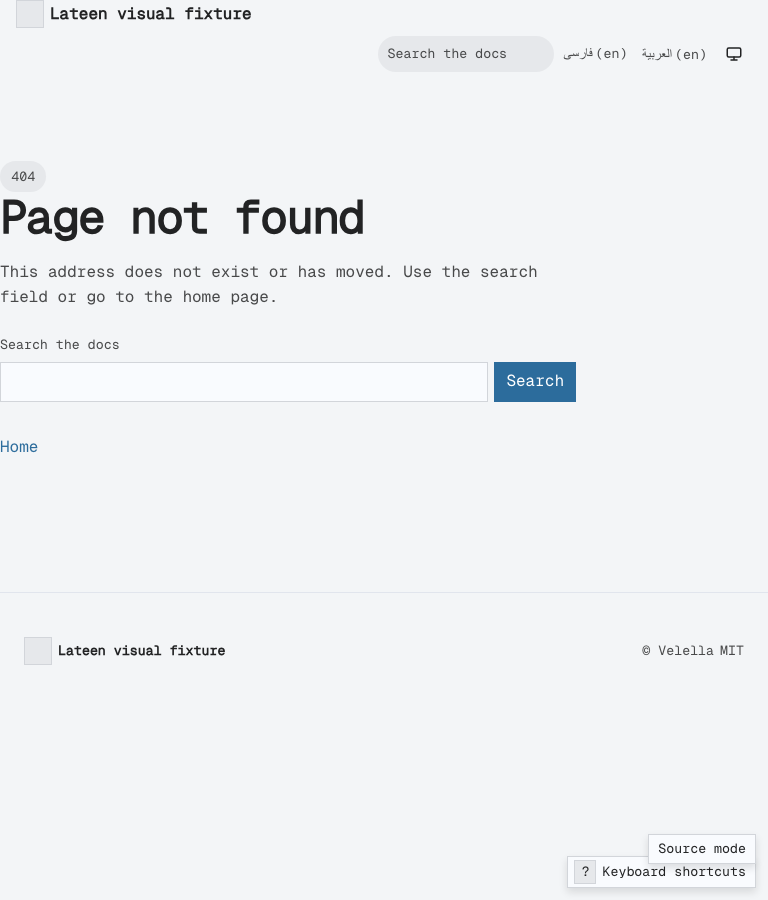 Lateen visual fixture
Search the docs
فارسی (en)
العربية (en)
404
Page not found
This address does not exist or has moved. Use the search
field or go to the home page.
Search the docs
Search
Home
Lateen visual fixture
© Velella MIT
Source mode
? Keyboard shortcuts